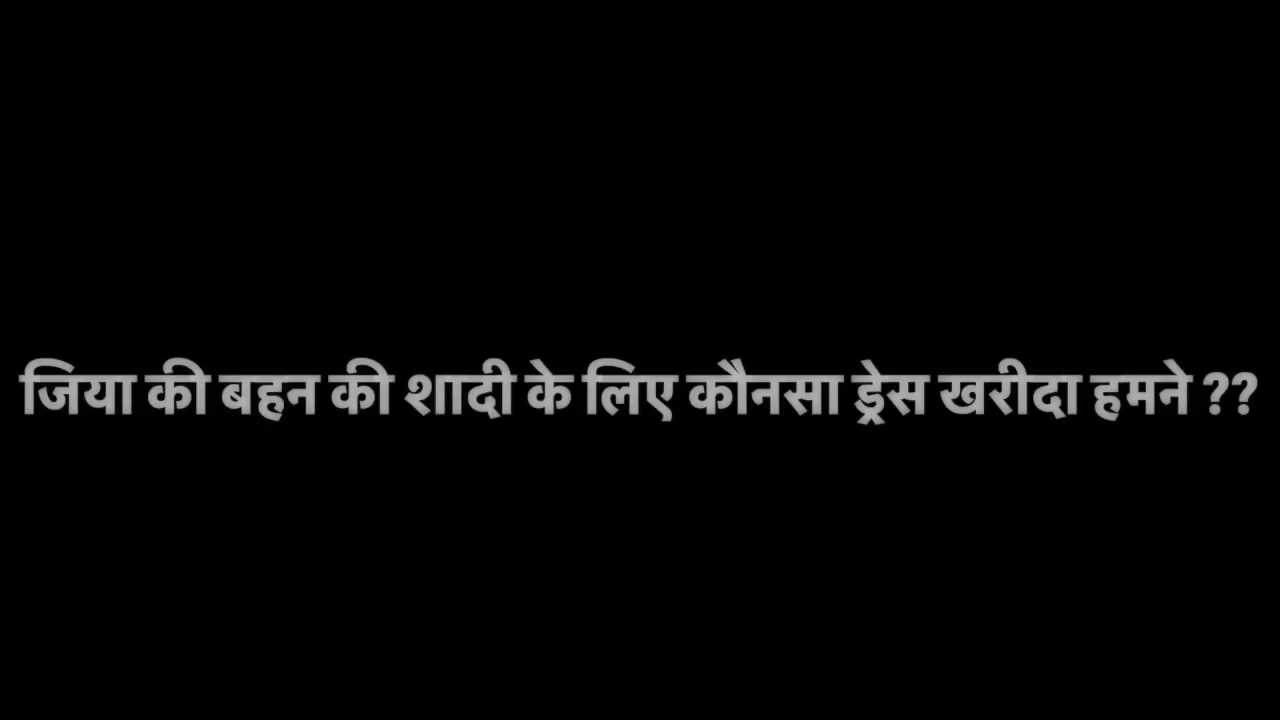 जिया की बहन की शादी के लिए कौनसा ड्रेस खरीदा हमने ??